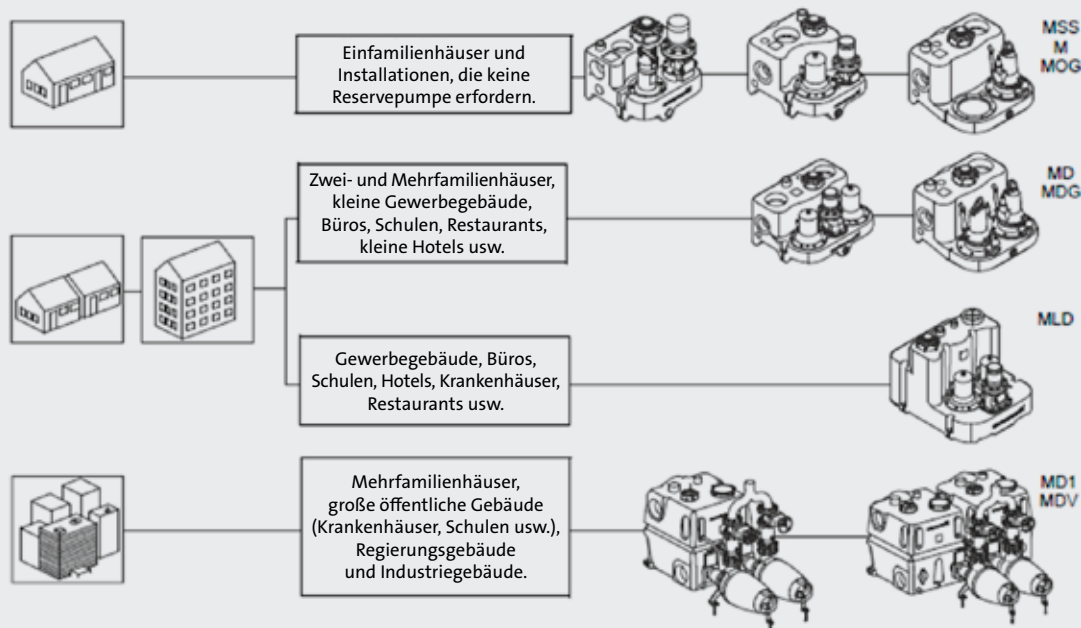 Einfamilienhäuser und
Installationen, die keine
Reservepumpe erfordern.
MSS
M
MOG
Zwei- und Mehrfamilienhäuser,
kleine Gewerbegebäude,
Büros, Schulen, Restaurants,
kleine Hotels usw.
MD
MDG
Gewerbegebäude, Büros,
Schulen, Hotels, Krankenhäuser,
Restaurants usw.
MLD
Mehrfamilienhäuser,
große öffentliche Gebäude
(Krankenhäuser, Schulen usw.),
Regierungsgebäude
und Industriegebäude.
MD1
MDV